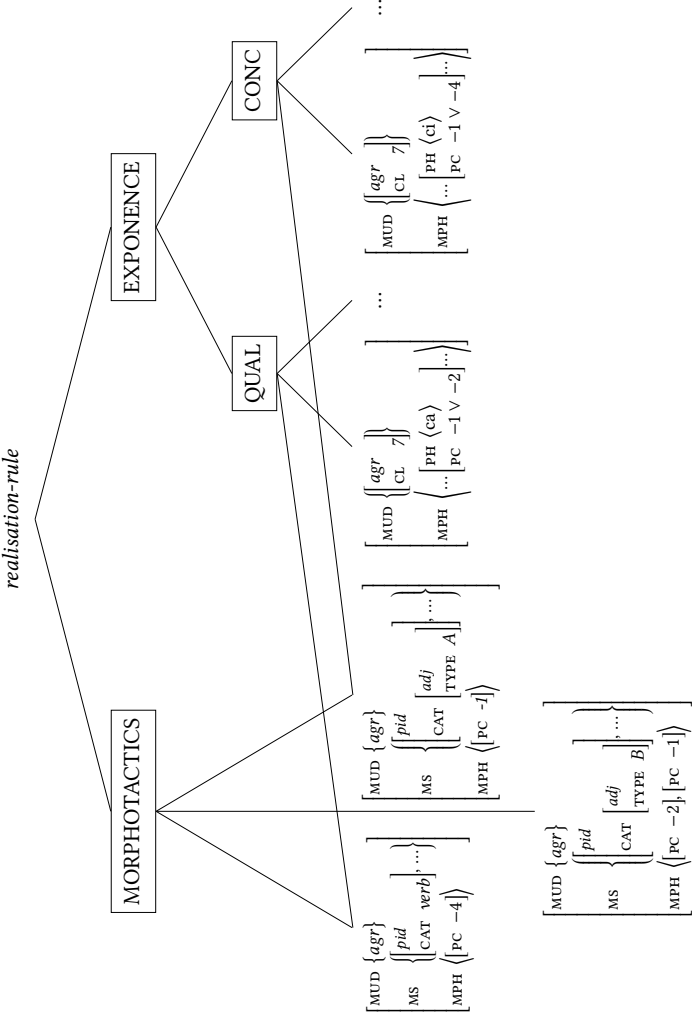 realisation-rule
MORPHOTACTICS
EXPONENCE
QUAL
CONC
MUD {agr}
MS {[pid
CAT verb], ...}
MPH ⟨[PC −4]⟩
MUD {agr}
MS {[pid
CAT [adj
TYPE A]], ...}
MPH ⟨[PC -1]⟩
MUD {[agr
CL 7]}
MPH ⟨... [PH ⟨ca⟩
PC −1 ∨ −2] ...⟩
...
MUD {[agr
CL 7]}
MPH ⟨... [PH ⟨ci⟩
PC −1 ∨ −4] ...⟩
...
MUD {agr}
MS {[pid
CAT [adj
TYPE B]], ...}
MPH ⟨[PC −2], [PC −1]⟩